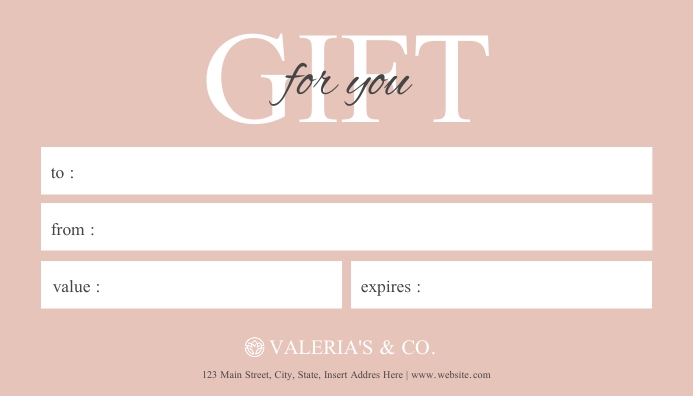 GIFT
for you
to :
from :
value :
expires :
VALERIA'S & CO.
123 Main Street, City, State, Insert Addres Here | www.website.com